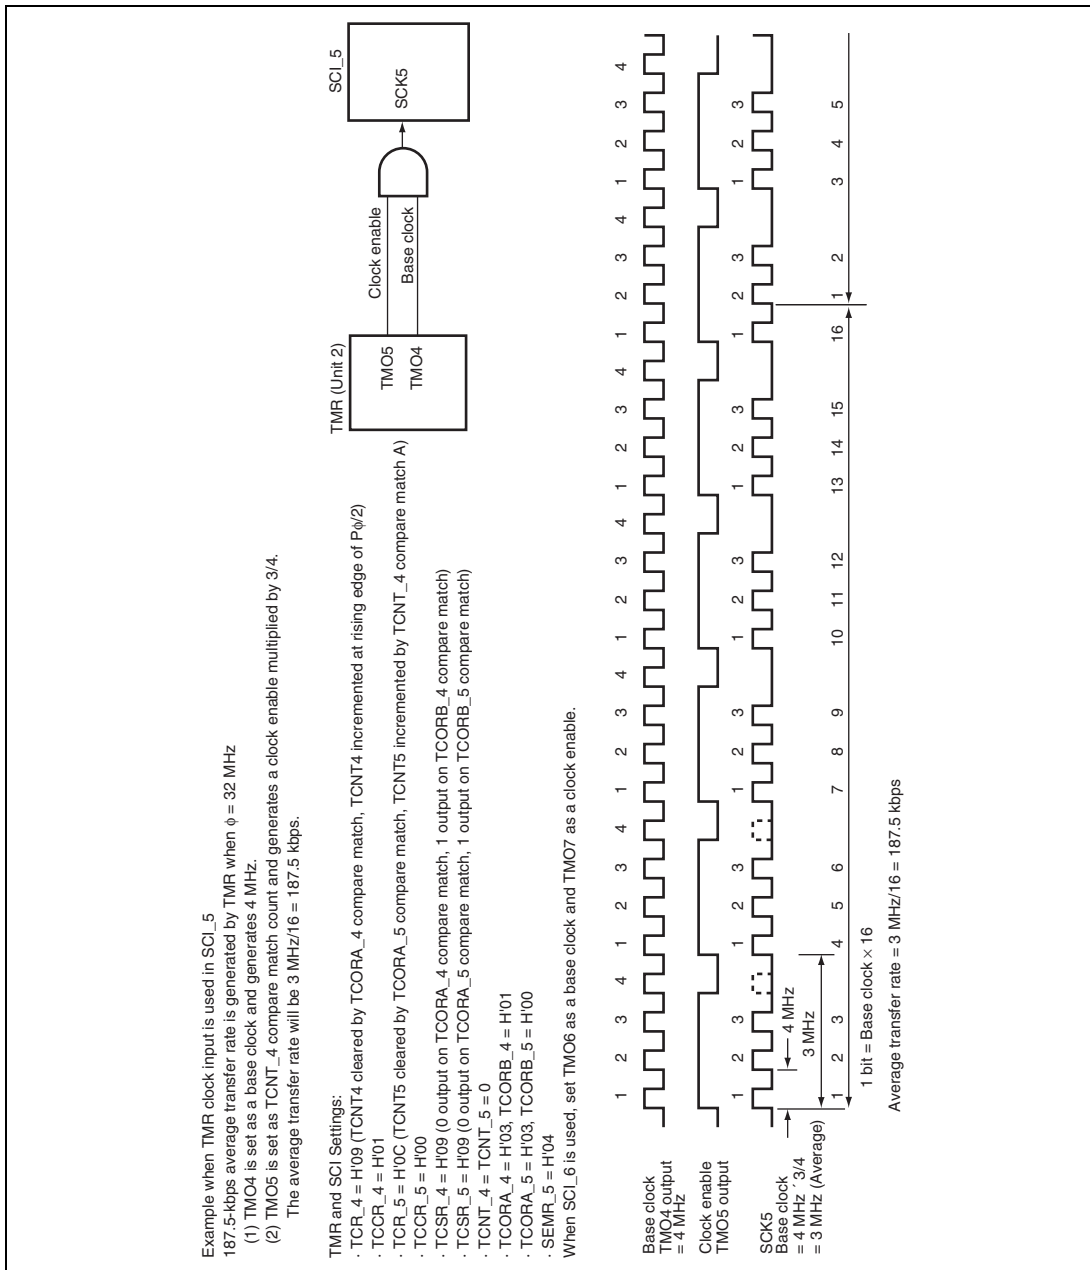 Example when TMR clock input is used in SCI_5
187.5-kbps average transfer rate is generated by TMR when φ = 32 MHz
(1) TMO4 is set as a base clock and generates 4 MHz.
(2) TMO5 is set as TCNT_4 compare match count and generates a clock enable multiplied by 3/4.
The average transfer rate will be 3 MHz/16 = 187.5 kbps.
TMR and SCI Settings:
· TCR_4 = H'09 (TCNT4 cleared by TCORA_4 compare match, TCNT4 incremented at rising edge of Pφ/2)
· TCCR_4 = H'01
· TCR_5 = H'0C (TCNT5 cleared by TCORA_5 compare match, TCNT5 incremented by TCNT_4 compare match A)
· TCCR_5 = H'00
· TCSR_4 = H'09 (0 output on TCORA_4 compare match, 1 output on TCORB_4 compare match)
· TCSR_5 = H'09 (0 output on TCORA_5 compare match, 1 output on TCORB_5 compare match)
· TCNT_4 = TCNT_5 = 0
· TCORA_4 = H'03, TCORB_4 = H'01
· TCORA_5 = H'03, TCORB_5 = H'00
· SEMR_5 = H'04
When SCI_6 is used, set TMO6 as a base clock and TMO7 as a clock enable.
TMR (Unit 2)
TMO5
TMO4
Clock enable
Base clock
SCI_5
SCK5
1 2 3 4 1 2 3 4 1 2 3 4 1 2 3 4 1 2 3 4 1 2 3 4 1 2 3 4
Base clock
TMO4 output
= 4 MHz
Clock enable
TMO5 output
1 2 3 1 2 3 1 2 3 1 2 3 1 2 3 1 2 3 1 2 3
SCK5
Base clock
= 4 MHz ´ 3/4
= 3 MHz (Average)
4 MHz
3 MHz
1 2 3 4 5 6 7 8 9 10 11 12 13 14 15 16 1 2 3 4 5
1 bit = Base clock × 16
Average transfer rate = 3 MHz/16 = 187.5 kbps